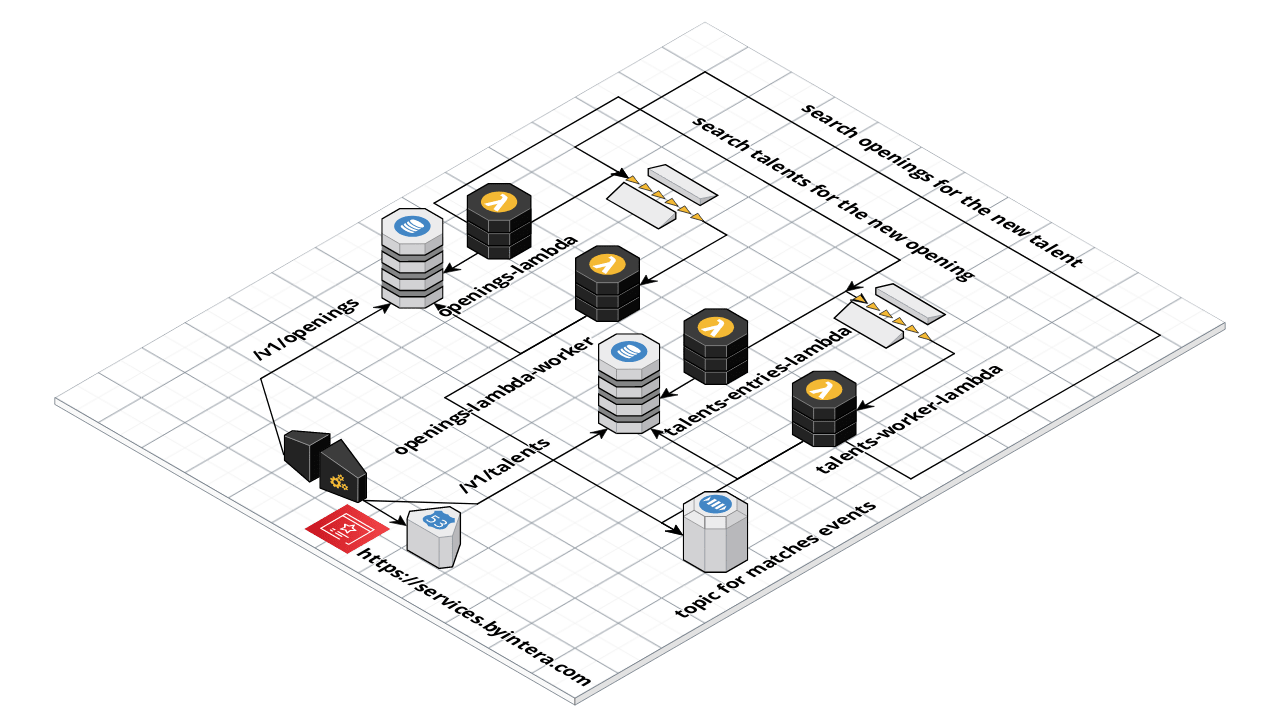 search openings for the new talent
search talents for the new opening
openings-lambda
/v1/openings
openings-lambda-worker
talents-entries-lambda
talents-worker-lambda
/v1/talents
53
topic for matches events
https://services.byintera.com
λ
λ
λ
λ